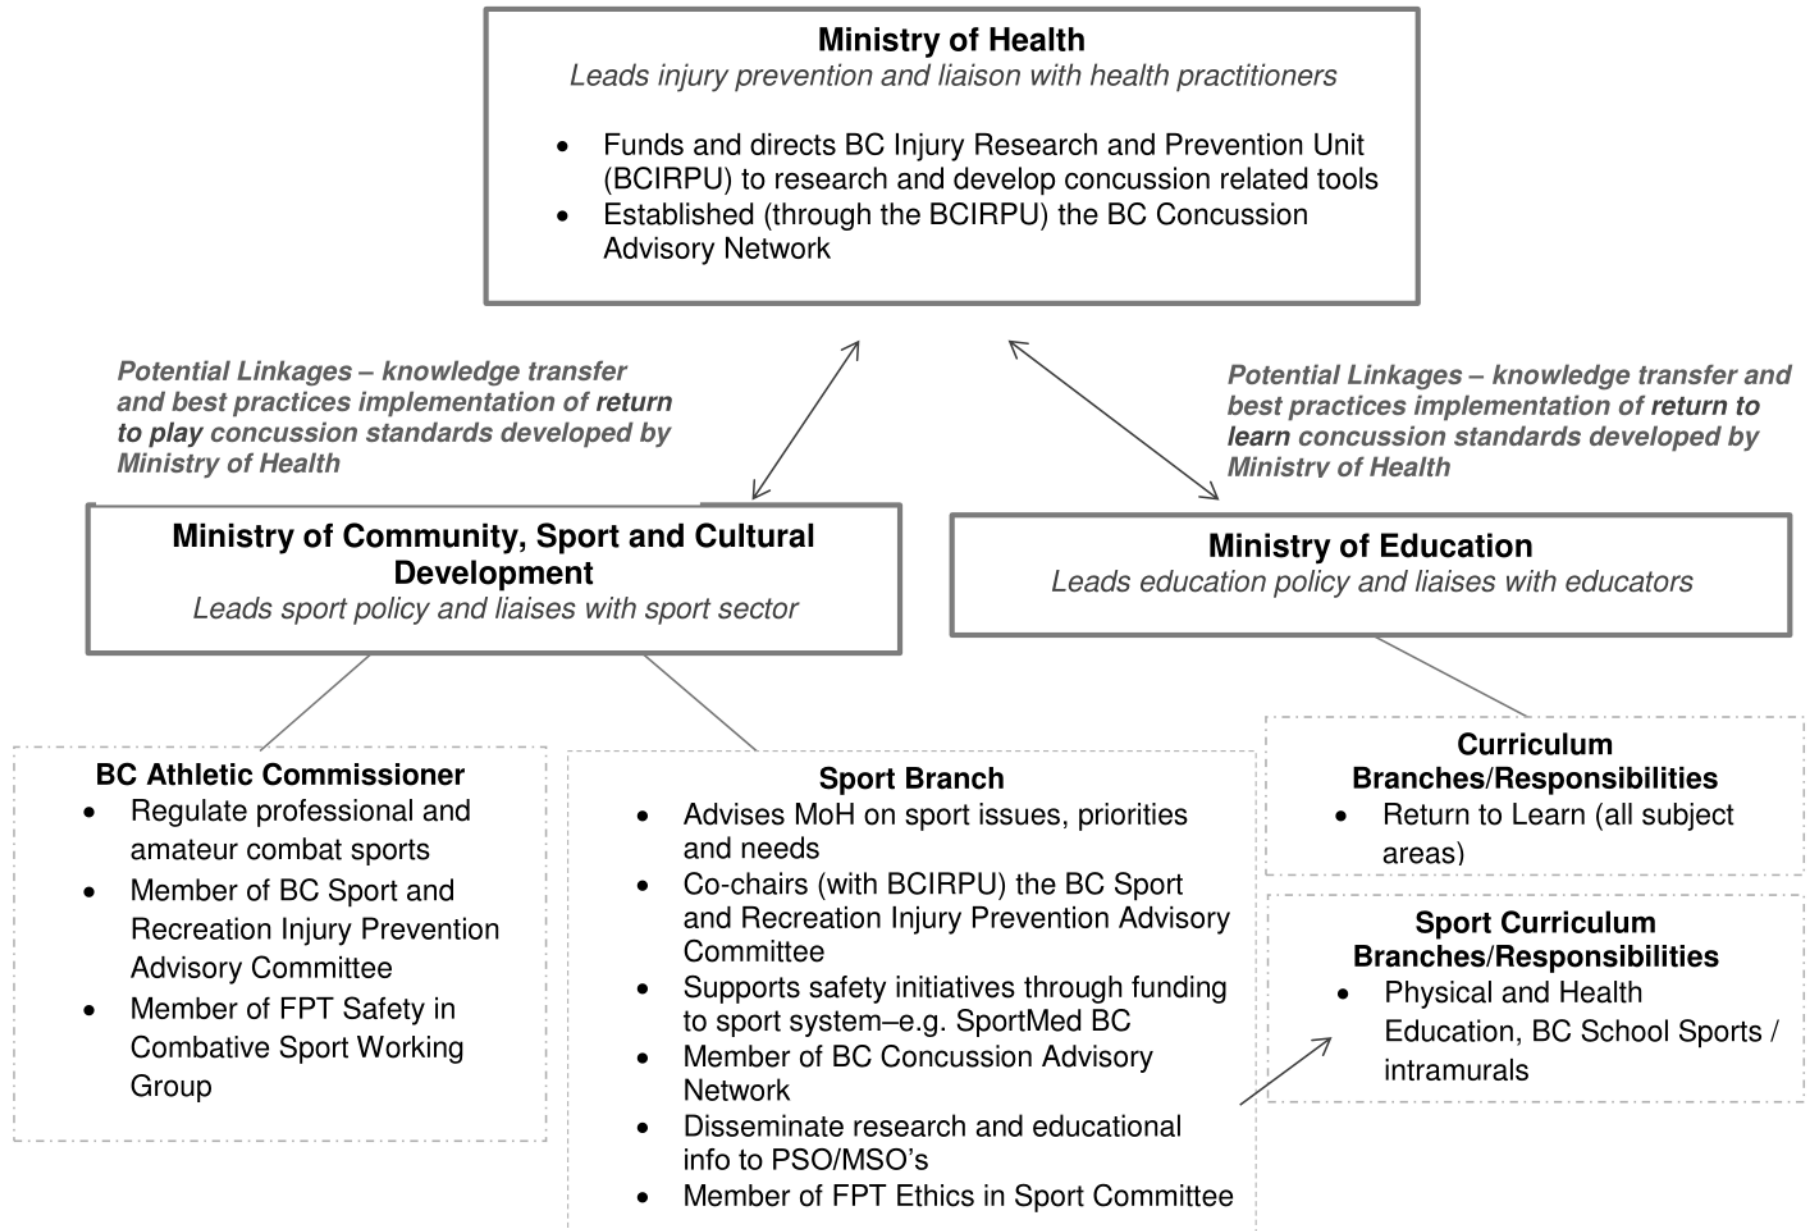 Ministry of Health
Leads injury prevention and liaison with health practitioners
• Funds and directs BC Injury Research and Prevention Unit
(BCIRPU) to research and develop concussion related tools
• Established (through the BCIRPU) the BC Concussion
Advisory Network
Potential Linkages – knowledge transfer
and best practices implementation of return
to play concussion standards developed by
Ministry of Health
Potential Linkages – knowledge transfer and
best practices implementation of return to
learn concussion standards developed by
Ministry of Health
Ministry of Community, Sport and Cultural
Development
Leads sport policy and liaises with sport sector
Ministry of Education
Leads education policy and liaises with educators
BC Athletic Commissioner
• Regulate professional and
amateur combat sports
• Member of BC Sport and
Recreation Injury Prevention
Advisory Committee
• Member of FPT Safety in
Combative Sport Working
Group
Sport Branch
• Advises MoH on sport issues, priorities
and needs
• Co-chairs (with BCIRPU) the BC Sport
and Recreation Injury Prevention Advisory
Committee
• Supports safety initiatives through funding
to sport system–e.g. SportMed BC
• Member of BC Concussion Advisory
Network
• Disseminate research and educational
info to PSO/MSO’s
• Member of FPT Ethics in Sport Committee
Curriculum
Branches/Responsibilities
• Return to Learn (all subject
areas)
Sport Curriculum
Branches/Responsibilities
• Physical and Health
Education, BC School Sports /
intramurals